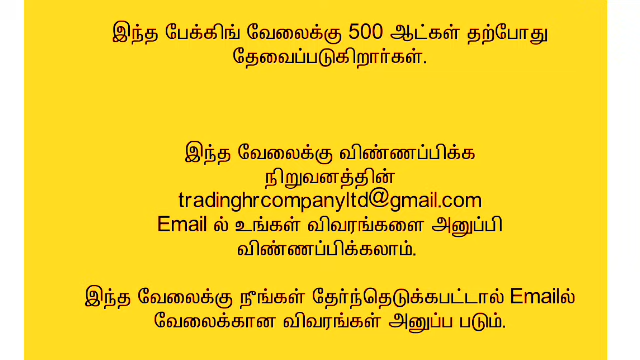 இந்த பேக்கிங் வேலைக்கு 500 ஆட்கள் தற்போது
தேவைப்படுகிறார்கள்.
இந்த வேலைக்கு விண்ணப்பிக்க
நிறுவனத்தின்
tradinghrcompanyltd@gmail.com
Email ல் உங்கள் விவரங்களை அனுப்பி
விண்ணப்பிக்கலாம்.
இந்த வேலைக்கு நீங்கள் தேர்ந்தெடுக்கபட்டால் Emailல்
வேலைக்கான விவரங்கள் அனுப்ப படும்.